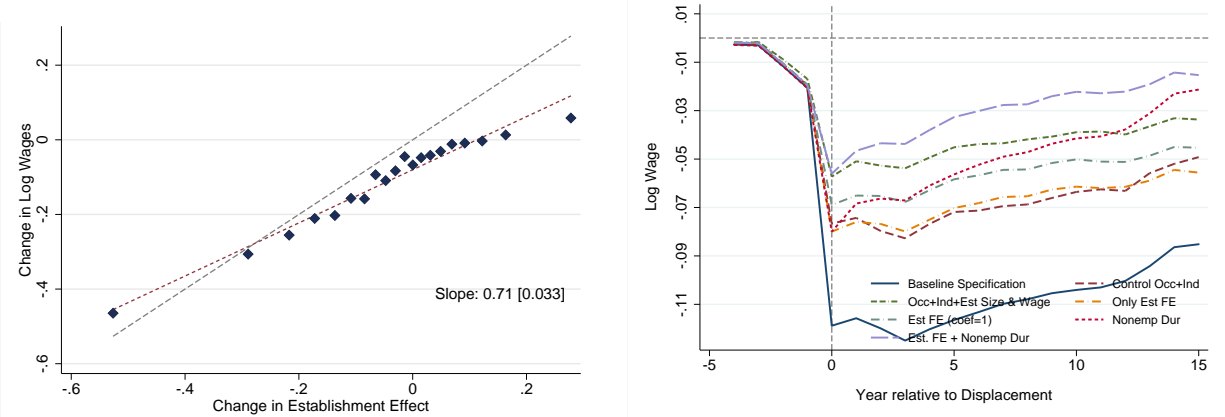 .2
0
-.2
-.4
-.6
Change in Log Wages
Slope: 0.71 [0.033]
-.6
-.4
-.2
0
.2
Change in Establishment Effect
.01
-.01
-.03
-.05
-.07
-.09
-.11
Log Wage
Baseline Specification
Control Occ+Ind
Occ+Ind+Est Size & Wage
Only Est FE
Est FE (coef=1)
Nonemp Dur
Est. FE + Nonemp Dur
-5
0
5
10
15
Year relative to Displacement